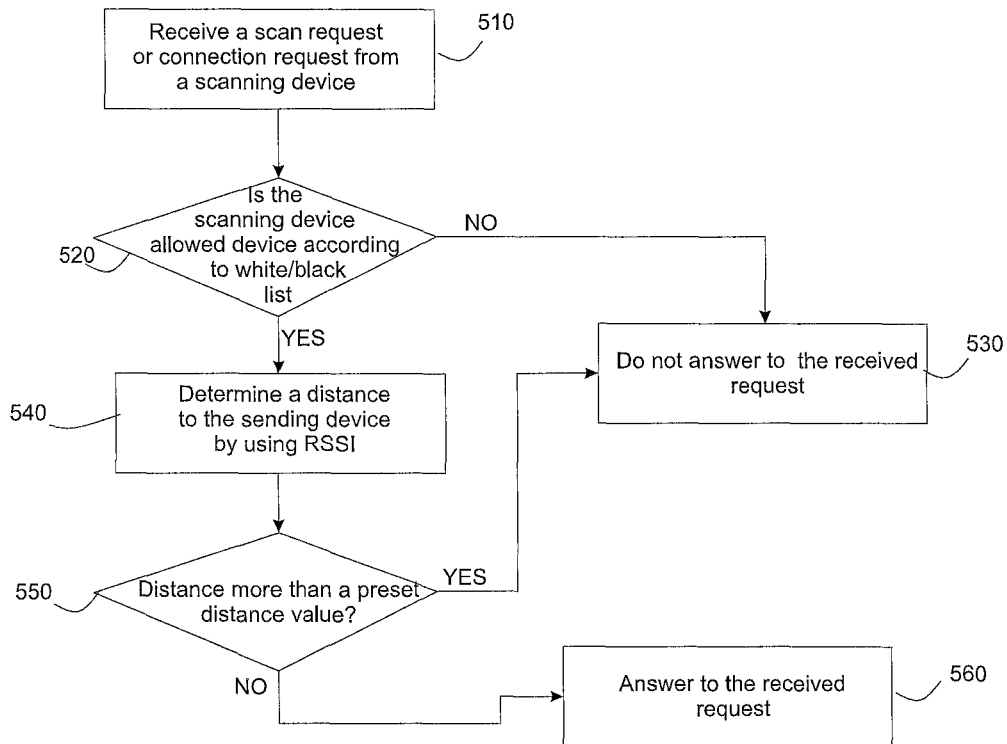 Receive a scan request
or connection request from
a scanning device
510
Is the
scanning device
allowed device according
to white/black
list
520
NO
YES
Do not answer to the received
request
530
Determine a distance
to the sending device
by using RSSI
540
Distance more than a preset
distance value?
550
YES
NO
Answer to the received
request
560